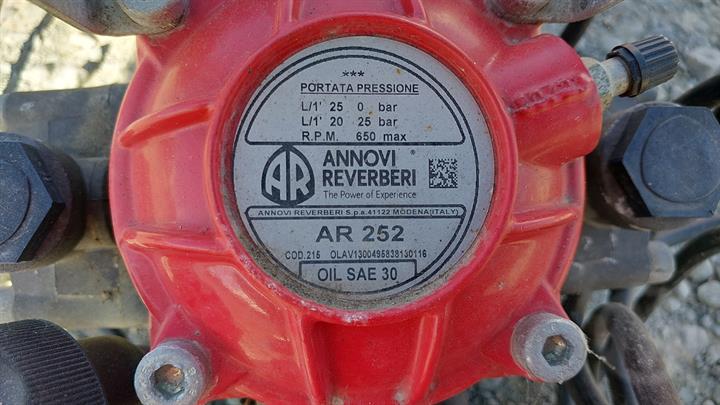 ***
PORTATA PRESSIONE
L/1' 25 0 bar
L/1' 20 25 bar
R.P.M. 650 max
AR
ANNOVI ®
REVERBERI
The Power of Experience
ANNOVI REVERBERI S.p.a.41122 MODENA(ITALY)
AR 252
COD.215 OLAV1300495838130116
OIL SAE 30